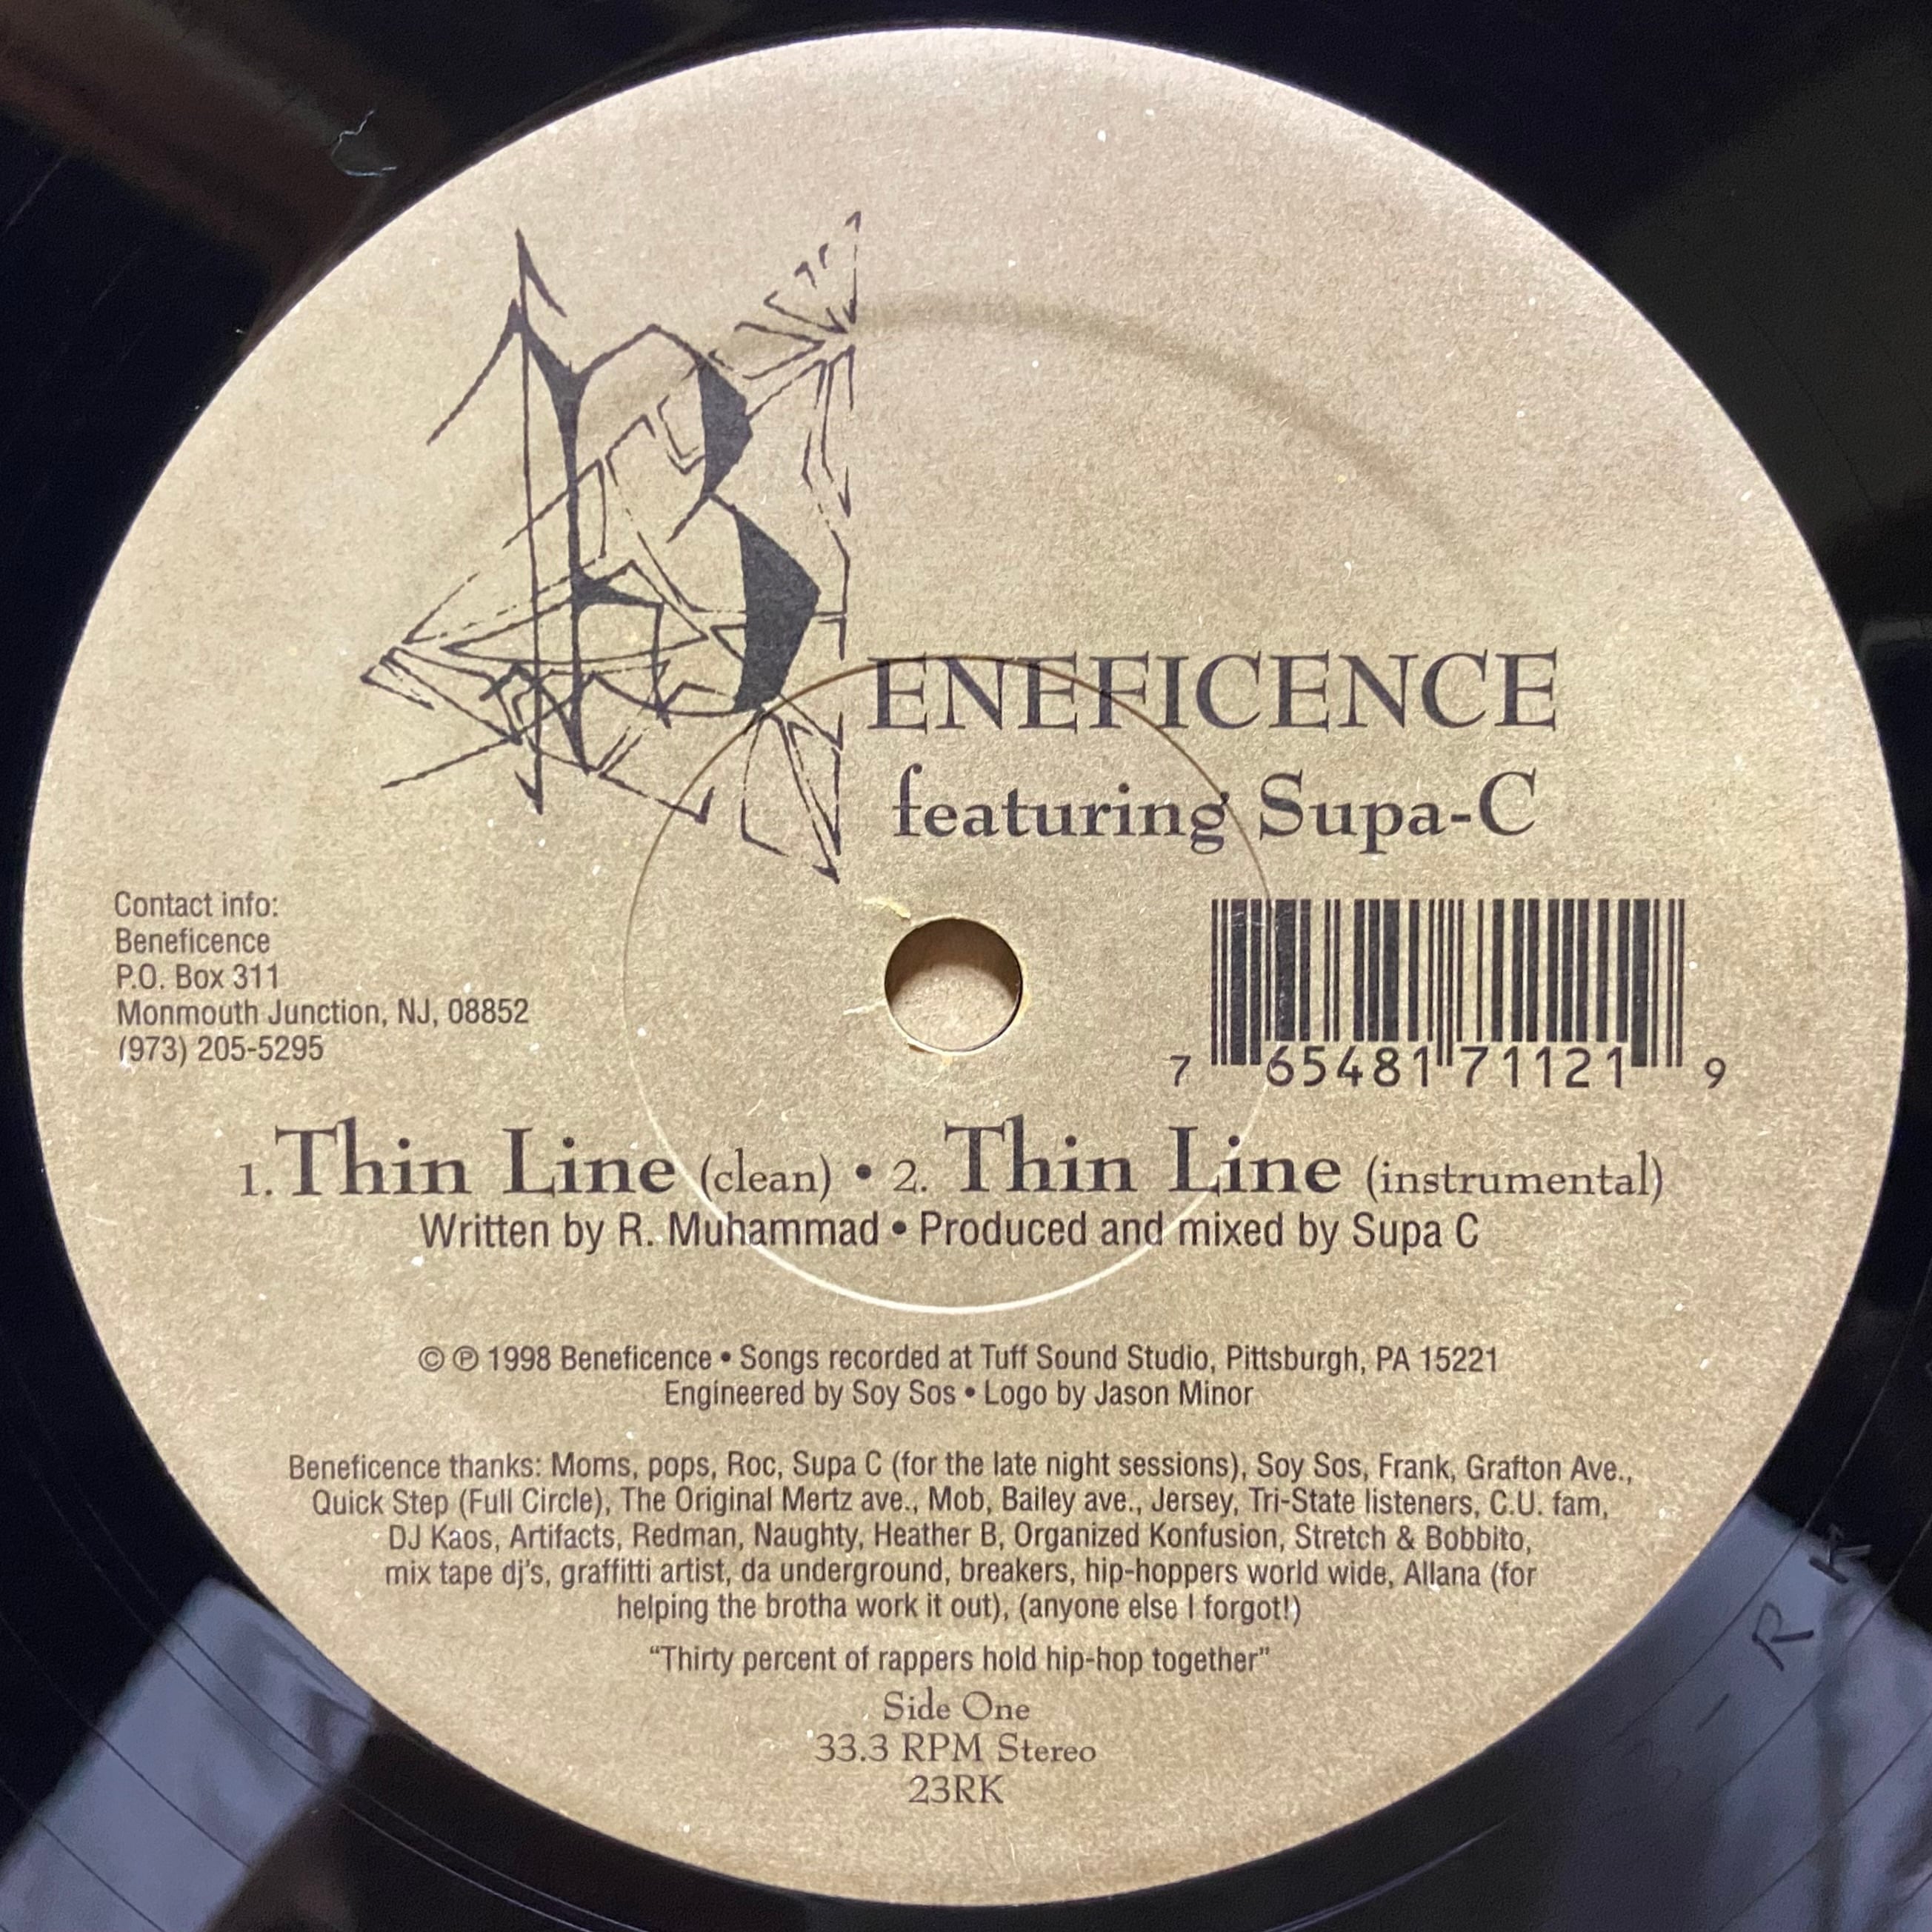 BENEFICENCE
featuring Supa-C
Contact info:
Beneficence
P.O. Box 311
Monmouth Junction, NJ, 08852
(973) 205-5295
7 65481 71121 9
1. Thin Line (clean) • 2. Thin Line (instrumental)
Written by R. Muhammad • Produced and mixed by Supa C
© ℗ 1998 Beneficence • Songs recorded at Tuff Sound Studio, Pittsburgh, PA 15221
Engineered by Soy Sos • Logo by Jason Minor
Beneficence thanks: Moms, pops, Roc, Supa C (for the late night sessions), Soy Sos, Frank, Grafton Ave.,
Quick Step (Full Circle), The Original Mertz ave., Mob, Bailey ave., Jersey, Tri-State listeners, C.U. fam,
DJ Kaos, Artifacts, Redman, Naughty, Heather B, Organized Konfusion, Stretch & Bobbito,
mix tape dj's, graffitti artist, da underground, breakers, hip-hoppers world wide, Allana (for
helping the brotha work it out), (anyone else I forgot!)
“Thirty percent of rappers hold hip-hop together”
Side One
33.3 RPM Stereo
23RK
RK